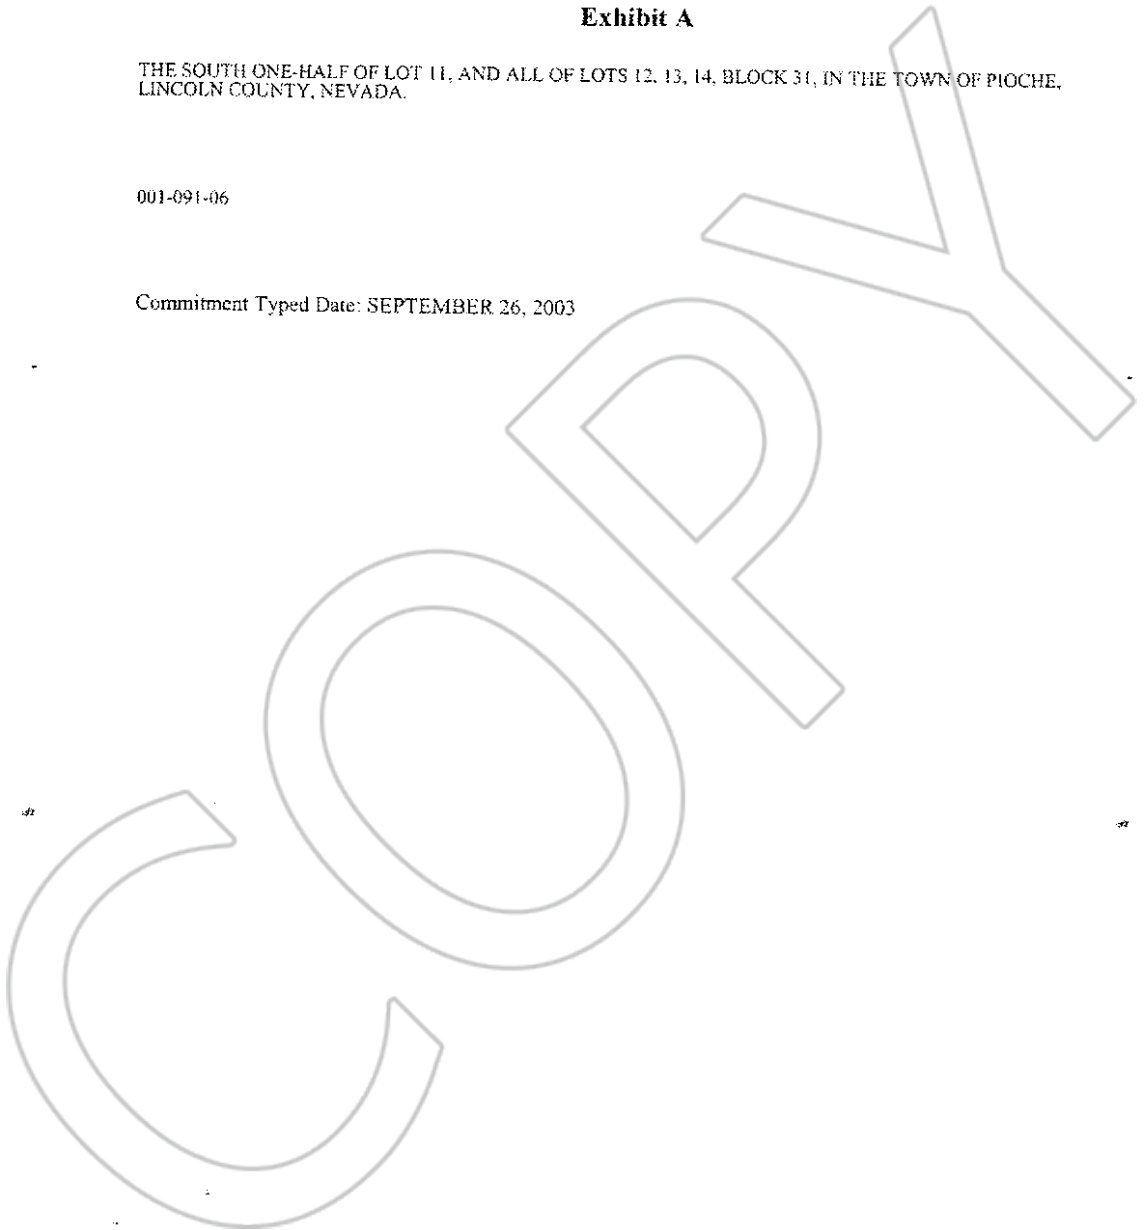 Exhibit A
THE SOUTH ONE-HALF OF LOT 11, AND ALL OF LOTS 12, 13, 14, BLOCK 31, IN THE TOWN OF PIOCHE,
LINCOLN COUNTY, NEVADA.
001-091-06
Commitment Typed Date: SEPTEMBER 26, 2003
COPY